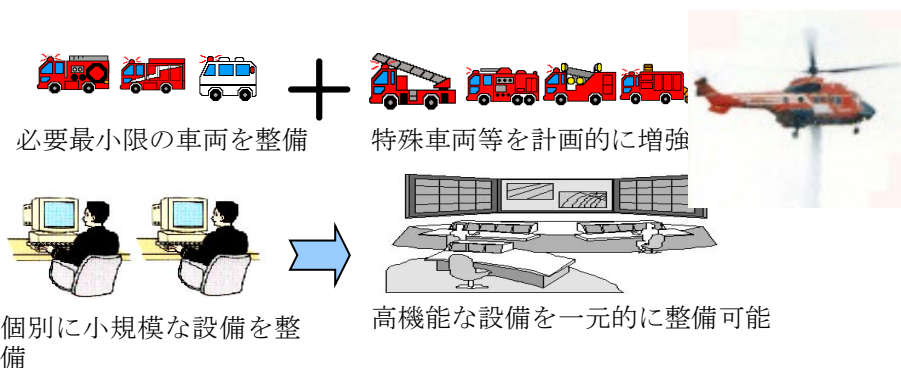 必要最小限の車両を整備
特殊車両等を計画的に増強
個別に小規模な設備を整
備
高機能な設備を一元的に整備可能